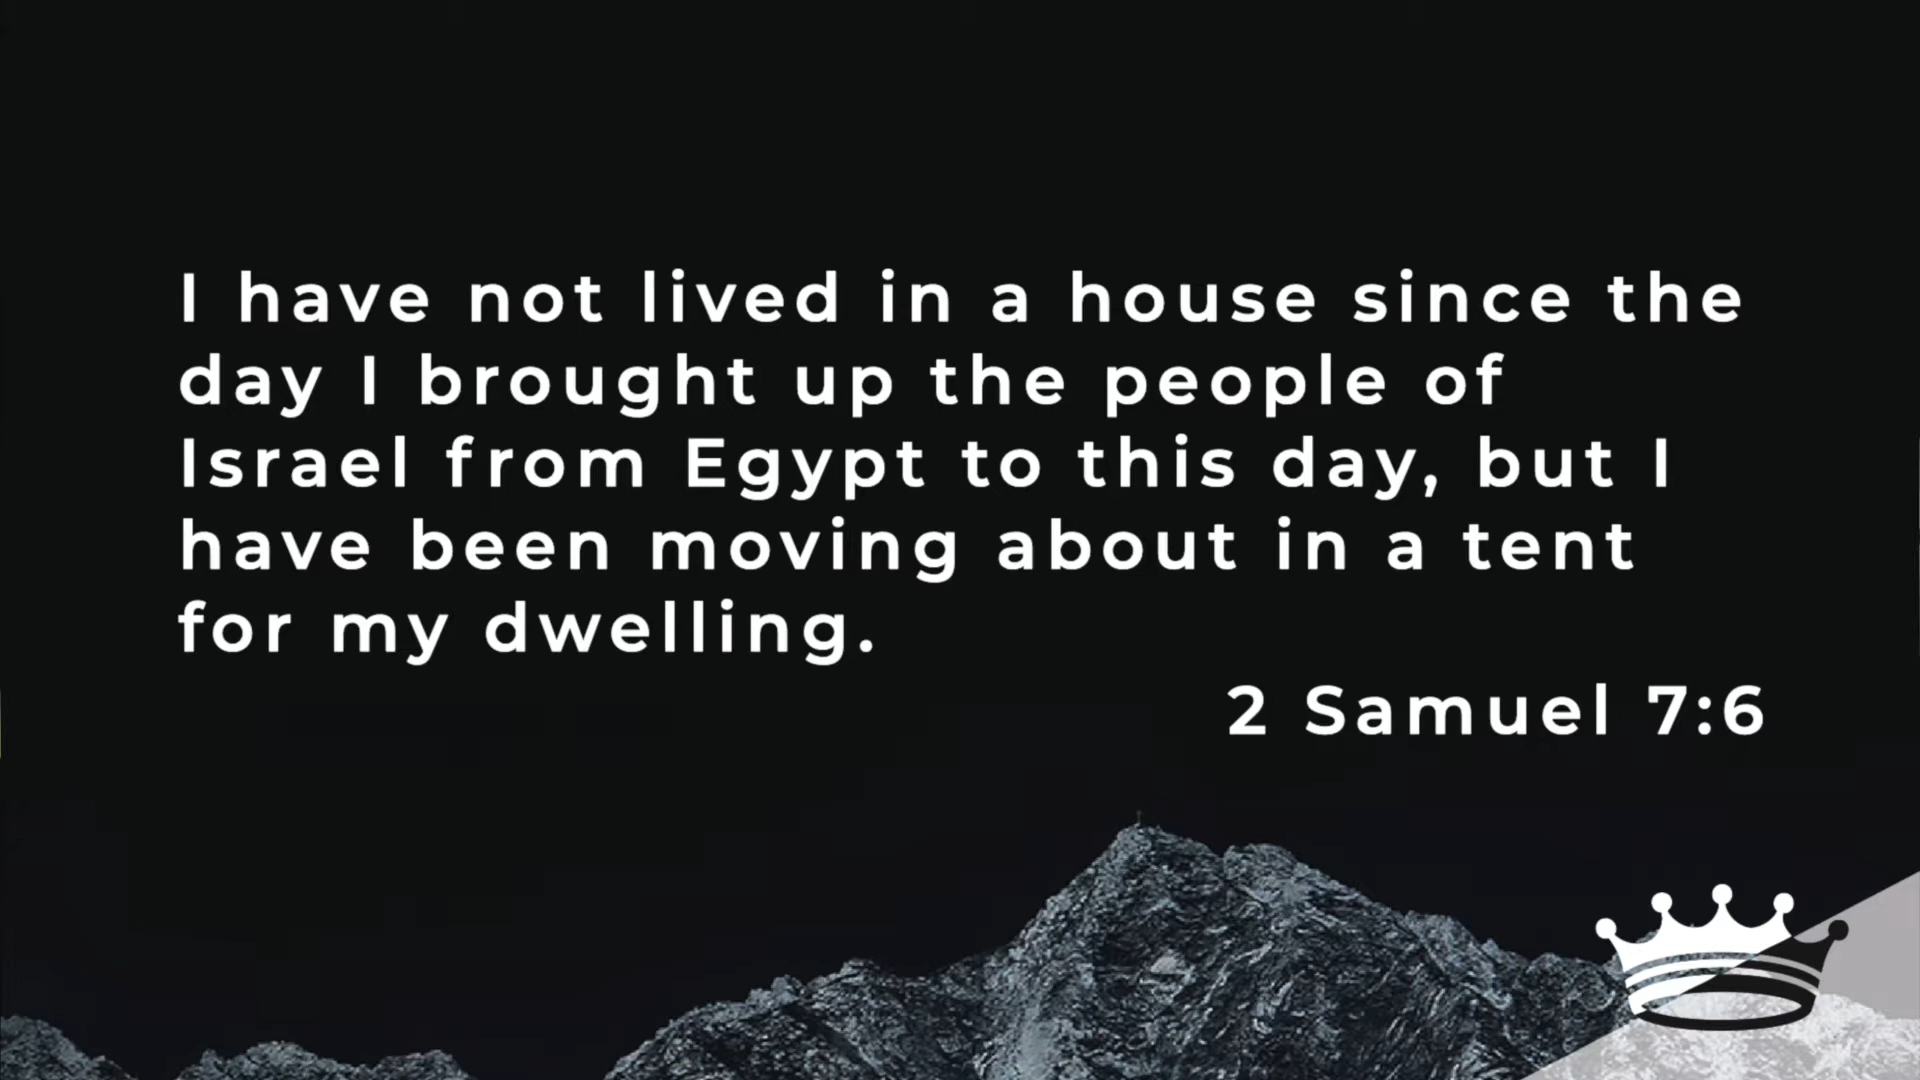 I have not lived in a house since the
day I brought up the people of
Israel from Egypt to this day, but I
have been moving about in a tent
for my dwelling.
2 Samuel 7:6